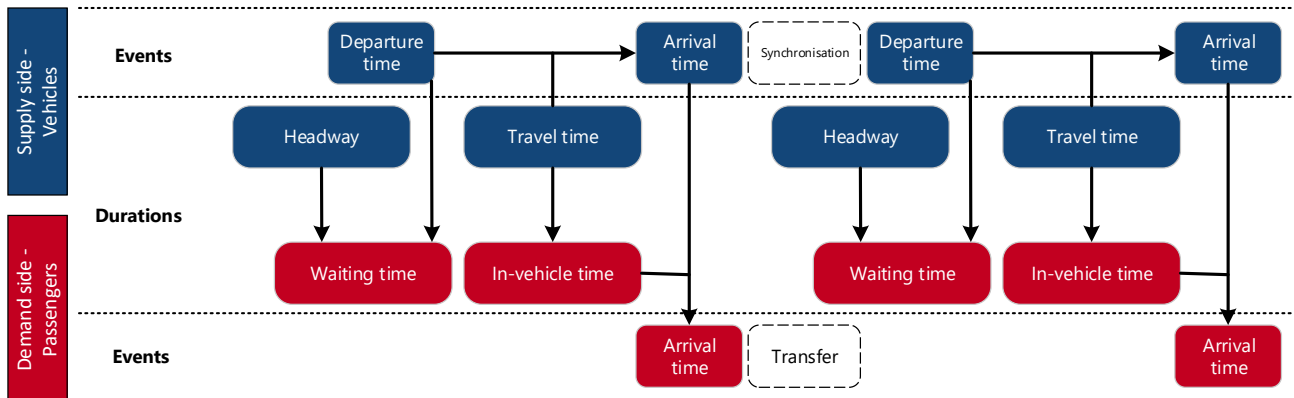 Supply side -
Vehicles
Events
Departure
time
Arrival
time
Synchronisation
Departure
time
Arrival
time
Headway
Travel time
Headway
Travel time
Durations
Demand side -
Passengers
Waiting time
In-vehicle time
Waiting time
In-vehicle time
Events
Arrival
time
Transfer
Arrival
time